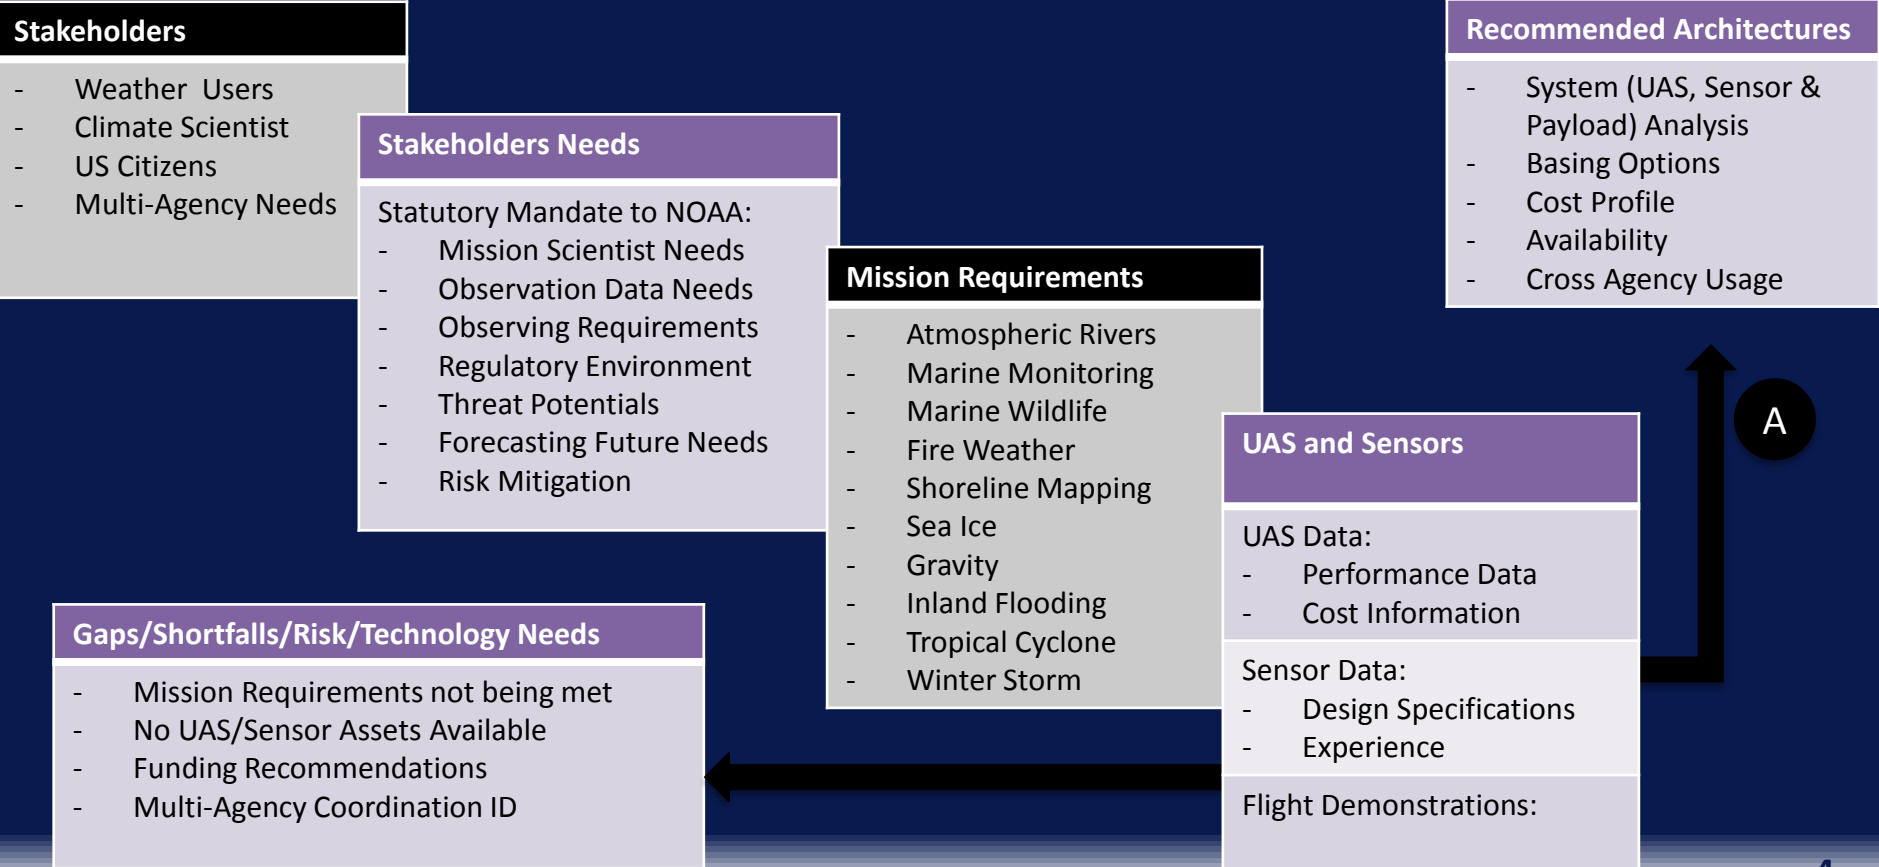 Stakeholders
- Weather Users
- Climate Scientist
- US Citizens
- Multi-Agency Needs
Stakeholders Needs
Statutory Mandate to NOAA:
- Mission Scientist Needs
- Observation Data Needs
- Observing Requirements
- Regulatory Environment
- Threat Potentials
- Forecasting Future Needs
- Risk Mitigation
Mission Requirements
- Atmospheric Rivers
- Marine Monitoring
- Marine Wildlife
- Fire Weather
- Shoreline Mapping
- Sea Ice
- Gravity
- Inland Flooding
- Tropical Cyclone
- Winter Storm
UAS and Sensors
UAS Data:
- Performance Data
- Cost Information
Sensor Data:
- Design Specifications
- Experience
Flight Demonstrations:
Recommended Architectures
- System (UAS, Sensor &
Payload) Analysis
- Basing Options
- Cost Profile
- Availability
- Cross Agency Usage
A
Gaps/Shortfalls/Risk/Technology Needs
- Mission Requirements not being met
- No UAS/Sensor Assets Available
- Funding Recommendations
- Multi-Agency Coordination ID